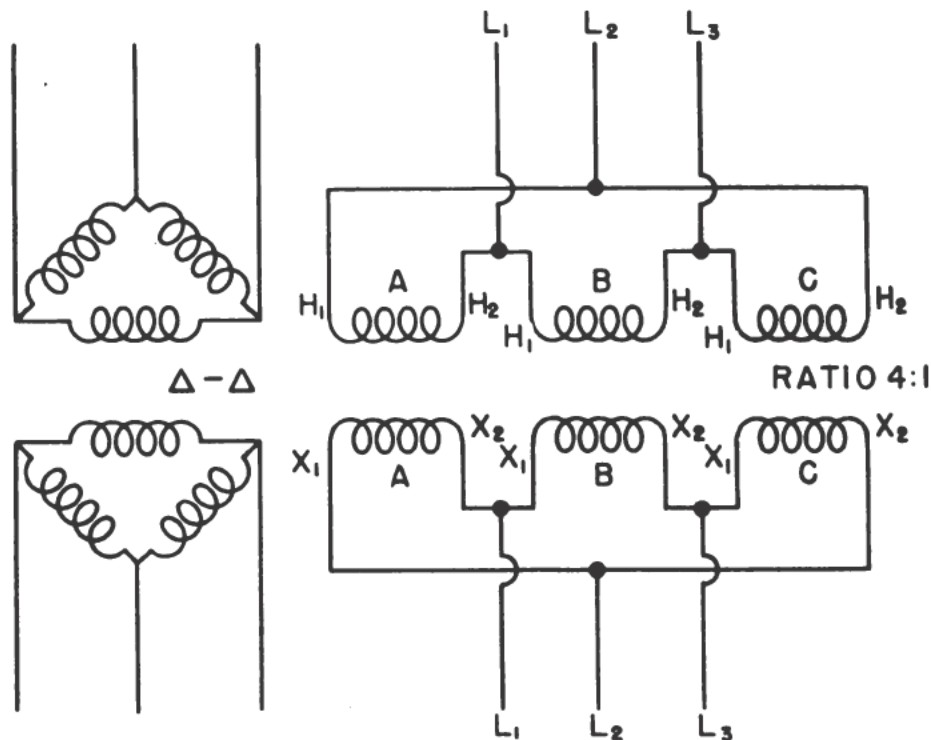 L₁ L₂ L₃
A B C
H₁ H₂ H₁ H₂ H₁ H₂
Δ – Δ
RATIO 4:1
X₁ X₂ X₁ X₂ X₁ X₂
A B C
L₁ L₂ L₃